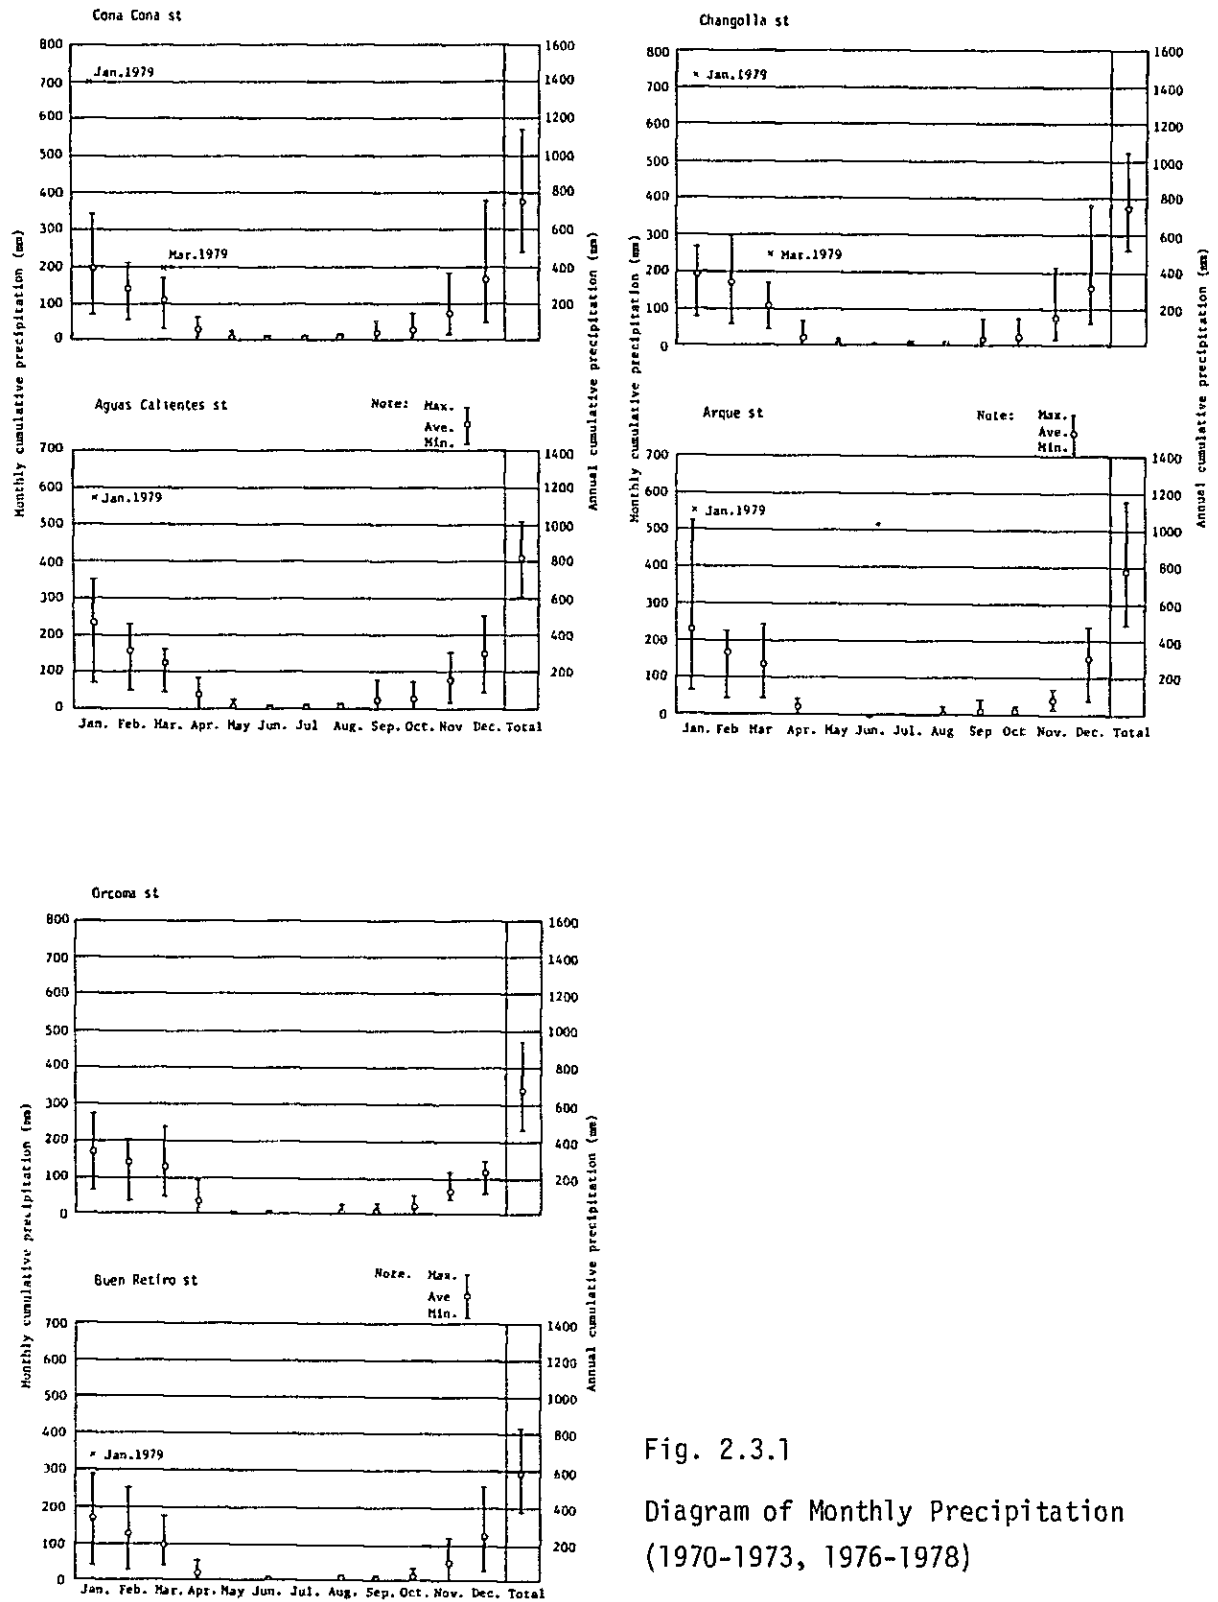 Cona Cona st
800
700
600
500
400
300
200
100
0
1600
1400
1200
1000
800
600
400
200
Jan.1979
Mar.1979
Monthly cumulative precipitation (mm)
Annual cumulative precipitation (mm)
Aguas Calientes st
Note: Max.
Ave.
Min.
700
600
500
400
300
200
100
0
1400
1200
1000
800
600
400
200
Jan.1979
Jan. Feb. Mar. Apr. May Jun. Jul Aug. Sep. Oct. Nov Dec. Total
Changolla st
800
700
600
500
400
300
200
100
0
1600
1400
1200
1000
800
600
400
200
Jan.1979
Mar.1979
Monthly cumulative precipitation (mm)
Annual cumulative precipitation (mm)
Arque st
Note: Max.
Ave.
Min.
700
600
500
400
300
200
100
0
1400
1200
1000
800
600
400
200
Jan.1979
Jan. Feb Mar Apr. May Jun. Jul. Aug Sep Oct Nov. Dec. Total
Orcoma st
800
700
600
500
400
300
200
100
0
1600
1400
1200
1000
800
600
400
200
Monthly cumulative precipitation (mm)
Annual cumulative precipitation (mm)
Buen Retiro st
Note. Max.
Ave
Min.
700
600
500
400
300
200
100
0
1400
1200
1000
800
600
400
200
Jan.1979
Jan. Feb. Mar. Apr. May Jun. Jul. Aug. Sep. Oct. Nov. Dec. Total
Fig. 2.3.1
Diagram of Monthly Precipitation
(1970-1973, 1976-1978)